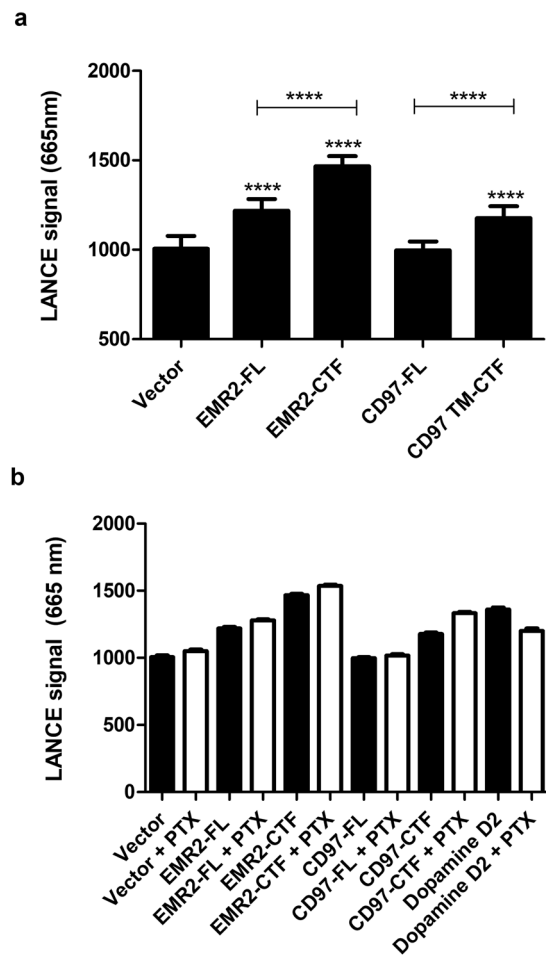 a
LANCE signal (665nm)
2000
1500
1000
500
****
****
****
****
****
Vector
EMR2-FL
EMR2-CTF
CD97-FL
CD97 TM-CTF
b
LANCE signal (665 nm)
2000
1500
1000
500
0
Vector
Vector + PTX
EMR2-FL
EMR2-FL + PTX
EMR2-CTF
EMR2-CTF + PTX
CD97-FL
CD97-FL + PTX
CD97-CTF
CD97-CTF + PTX
Dopamine D2
Dopamine D2 + PTX